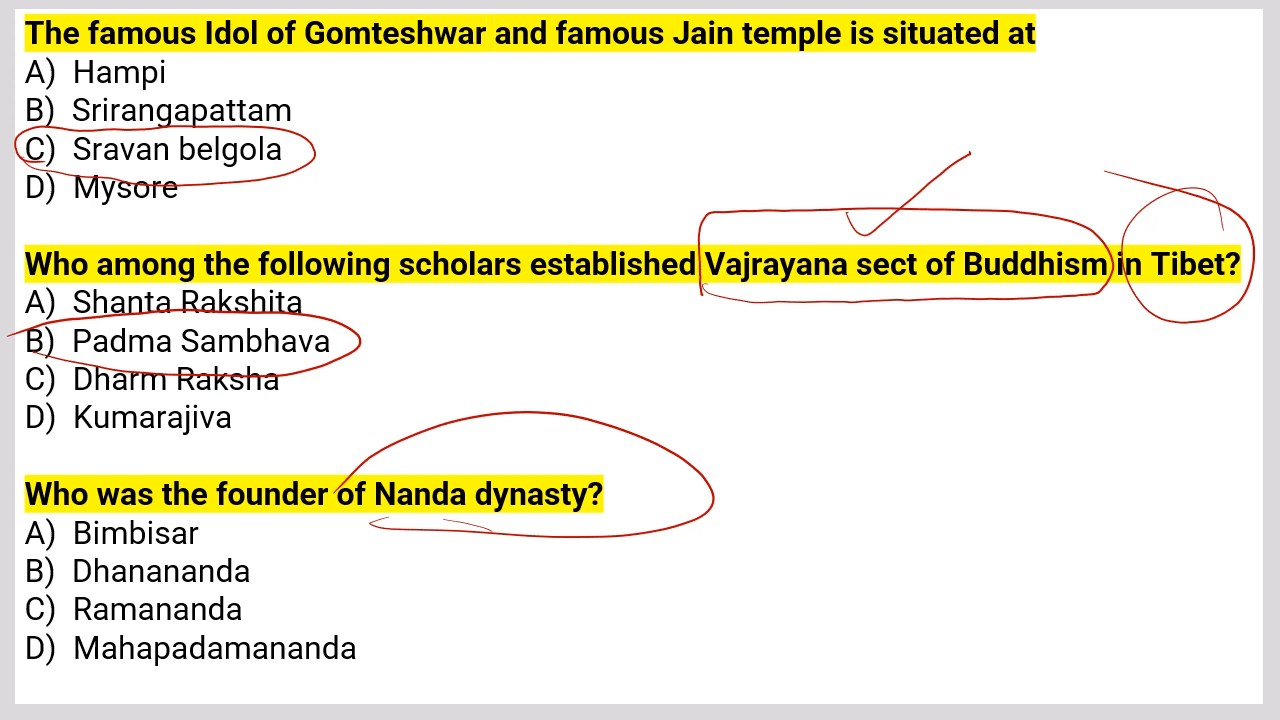 The famous Idol of Gomteshwar and famous Jain temple is situated at
A) Hampi
B) Srirangapattam
C) Sravan belgola
D) Mysore
Who among the following scholars established Vajrayana sect of Buddhism in Tibet?
A) Shanta Rakshita
B) Padma Sambhava
C) Dharm Raksha
D) Kumarajiva
Who was the founder of Nanda dynasty?
A) Bimbisar
B) Dhanananda
C) Ramananda
D) Mahapadamananda